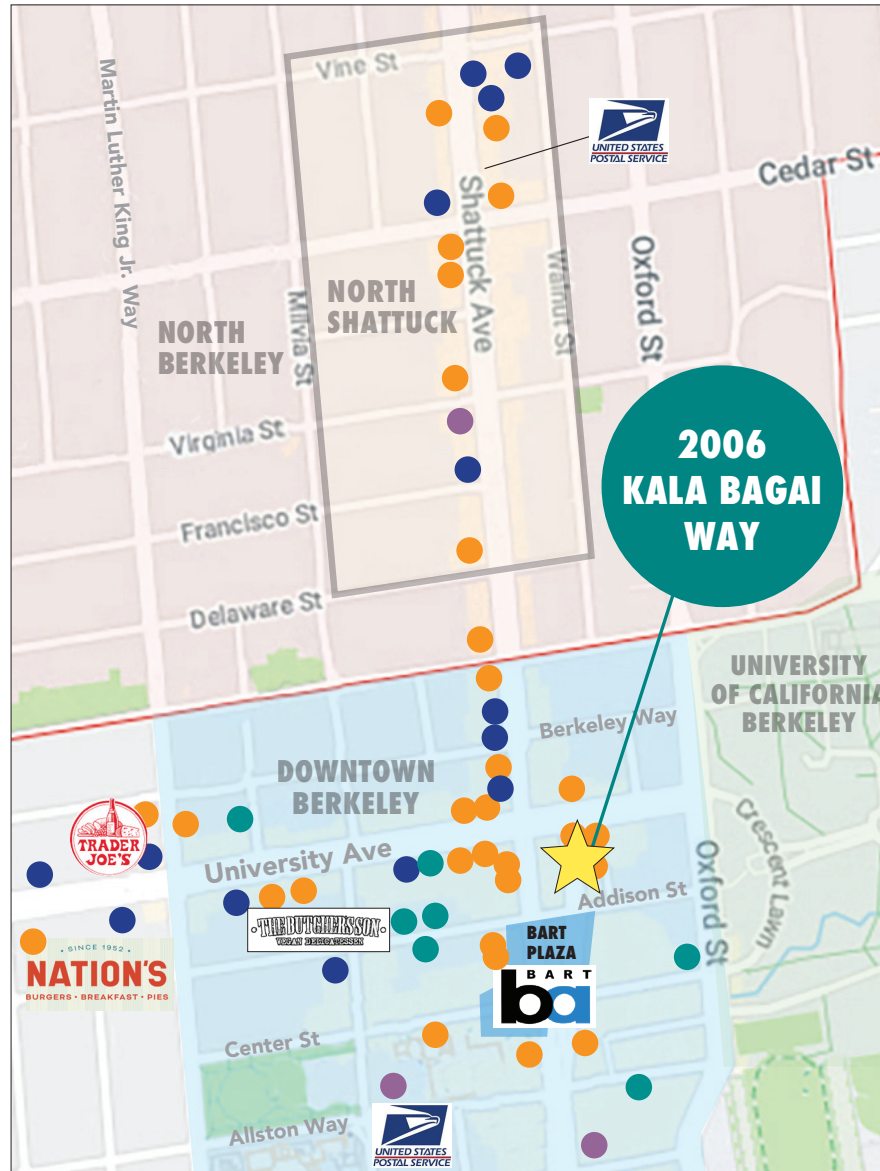 Vine St
Martin Luther King Jr. Way
UNITED STATES
POSTAL SERVICE
Cedar St
Shattuck Ave
Walnut St
Oxford St
NORTH
SHATTUCK
NORTH
BERKELEY
Milvia St
2006
KALA BAGAI
WAY
Virginia St
Francisco St
Delaware St
UNIVERSITY
OF CALIFORNIA
BERKELEY
Berkeley Way
DOWNTOWN
BERKELEY
TRADER
JOE'S
University Ave
Crescent Lawn
Oxford St
Addison St
·THE BUTCHER'S SON·
VEGAN DELICATESSEN
BART
PLAZA
BART
ba
· SINCE 1952 ·
NATION'S
BURGERS • BREAKFAST • PIES
Center St
Allston Way
UNITED STATES
POSTAL SERVICE